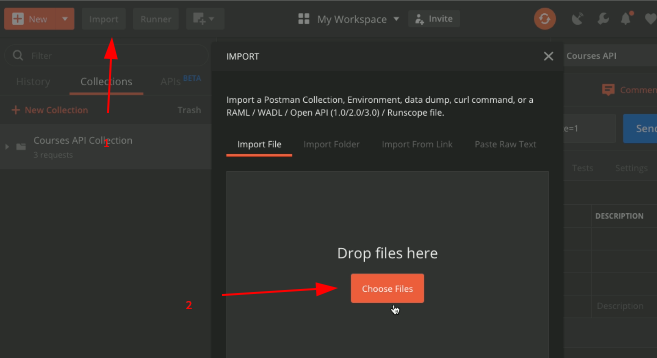 New
Import
Runner
My Workspace
Invite
Filter
History
Collections
APIs BETA
+ New Collection
Trash
Courses API Collection
3 requests
1
IMPORT
Import a Postman Collection, Environment, data dump, curl command, or a
RAML / WADL / Open API (1.0/2.0/3.0) / Runscope file.
Import File
Import Folder
Import From Link
Paste Raw Text
Drop files here
Choose Files
2
Courses API
Commen
e=1
Send
Tests
Settings
DESCRIPTION
Description